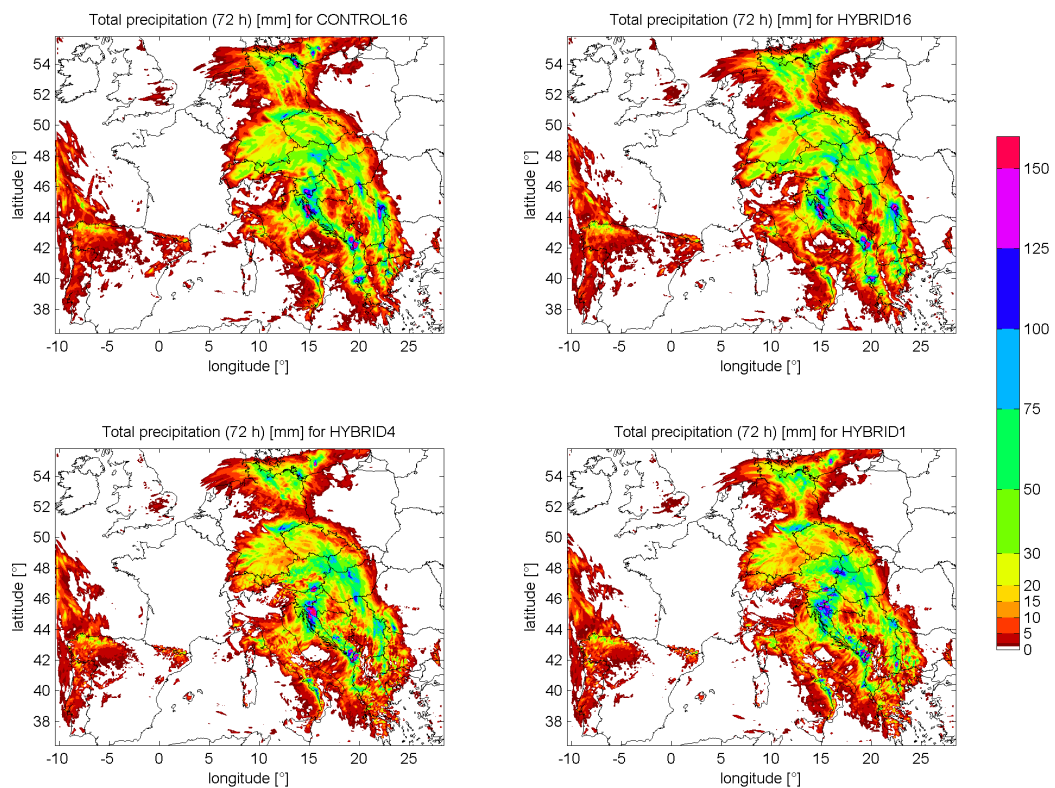 Total precipitation (72 h) [mm] for CONTROL16
54
52
50
48
46
44
42
40
38
latitude [°]
-10 -5 0 5 10 15 20 25
longitude [°]
Total precipitation (72 h) [mm] for HYBRID16
54
52
50
48
46
44
42
40
38
latitude [°]
-10 -5 0 5 10 15 20 25
longitude [°]
Total precipitation (72 h) [mm] for HYBRID4
54
52
50
48
46
44
42
40
38
latitude [°]
-10 -5 0 5 10 15 20 25
longitude [°]
Total precipitation (72 h) [mm] for HYBRID1
54
52
50
48
46
44
42
40
38
latitude [°]
-10 -5 0 5 10 15 20 25
longitude [°]
150
125
100
75
50
30
20
15
10
5
0